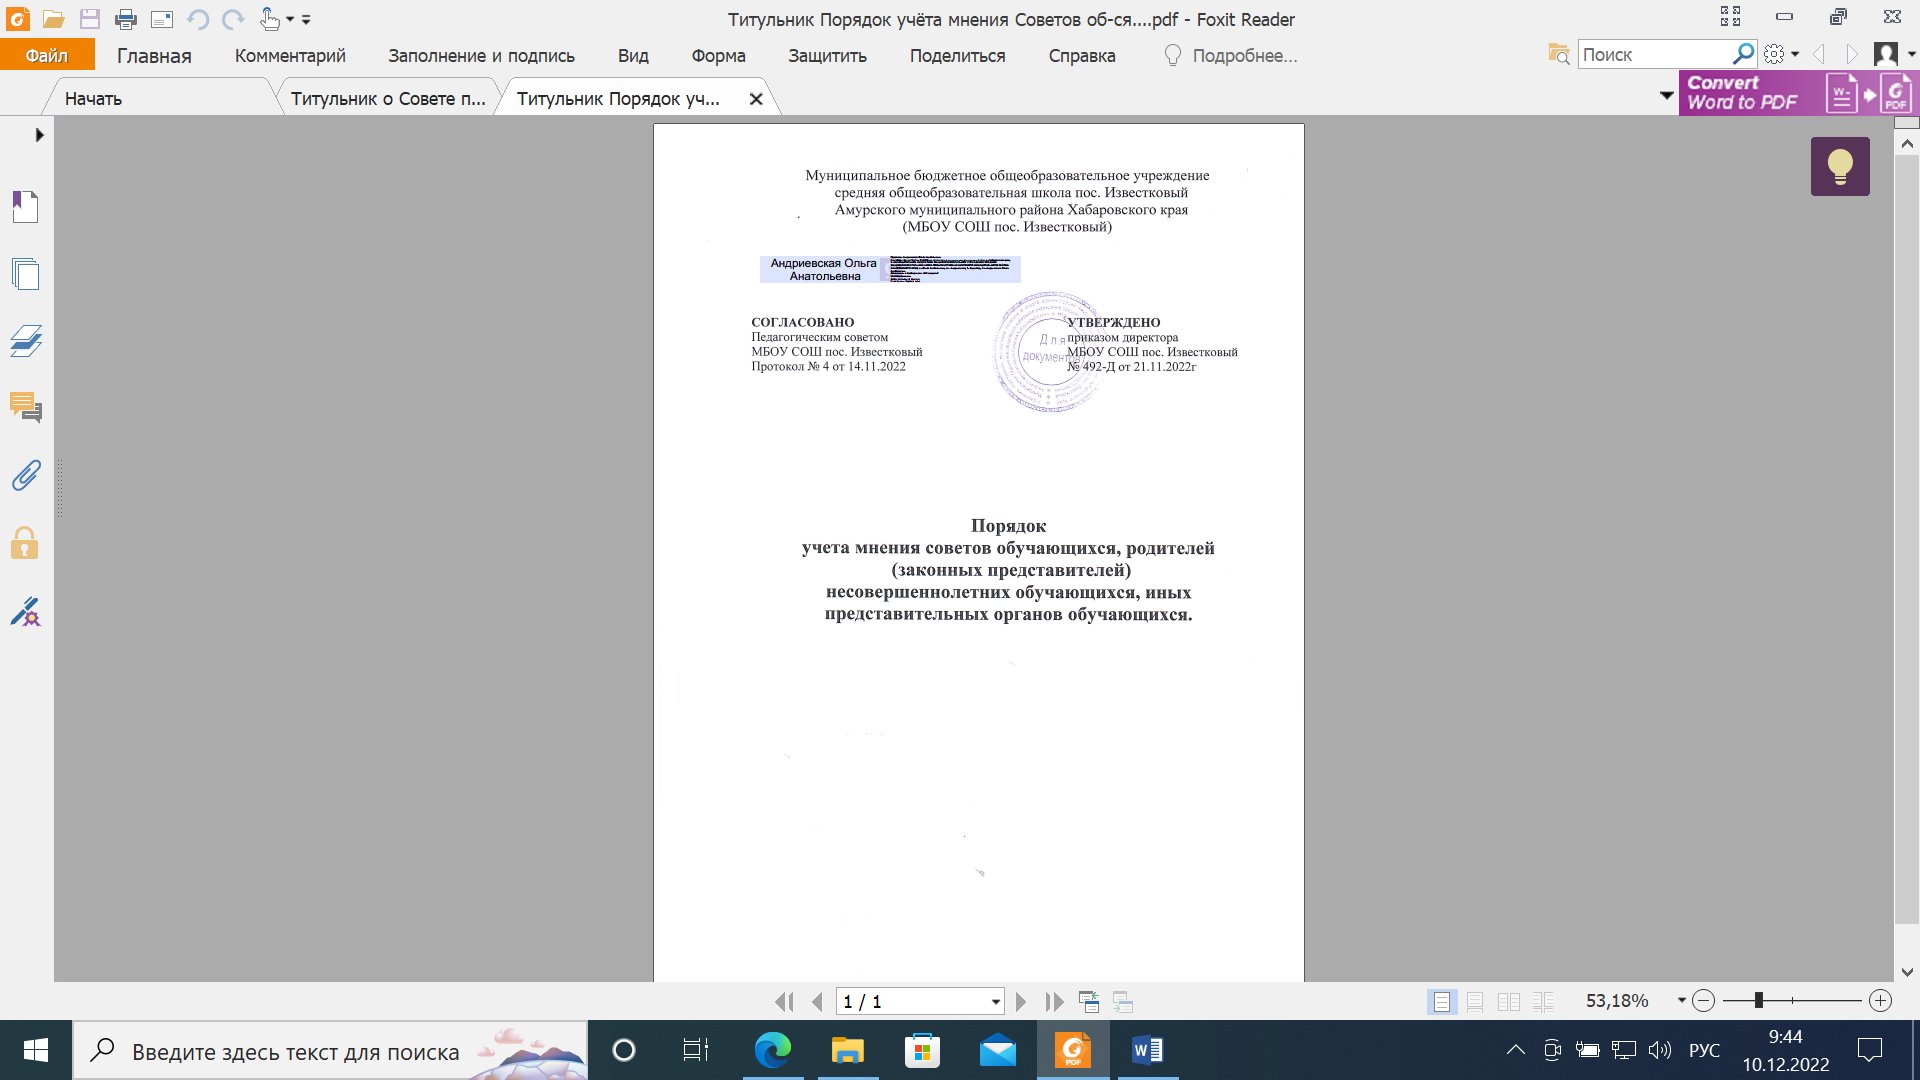 Титульник Порядок учёта мнения Советов об-ся....pdf - Foxit Reader
Файл Главная Комментарий Заполнение и подпись Вид Форма Защитить Поделиться Справка Подробнее... Поиск
Начать Титульник о Совете п... Титульник Порядок уч...
Convert
Word to PDF
Муниципальное бюджетное общеобразовательное учреждение
средняя общеобразовательная школа пос. Известковый
Амурского муниципального района Хабаровского края
(МБОУ СОШ пос. Известковый)
Андриевская Ольга
Анатольевна
СОГЛАСОВАНО
Педагогическим советом
МБОУ СОШ пос. Известковый
Протокол № 4 от 14.11.2022
Для
документов
УТВЕРЖДЕНО
приказом директора
МБОУ СОШ пос. Известковый
№ 492-Д от 21.11.2022г
Порядок
учета мнения советов обучающихся, родителей
(законных представителей)
несовершеннолетних обучающихся, иных
представительных органов обучающихся.
1 / 1
53,18%
Введите здесь текст для поиска
РУС
9:44
10.12.2022